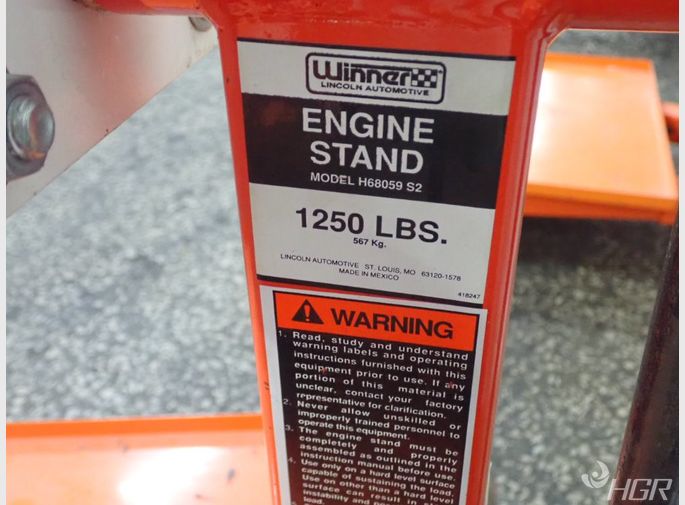 Winner
LINCOLN AUTOMOTIVE
ENGINE
STAND
MODEL H68059 S2
1250 LBS.
567 Kg.
LINCOLN AUTOMOTIVE ST. LOUIS, MO 63120-1578
MADE IN MEXICO
418247
WARNING
1. Read, study and understand
warning labels and operating
instructions furnished with this
equipment prior to use. If any
portion of this material is
unclear, contact your factory
representative for clarification.
2. Never allow unskilled or
improperly trained personnel to
operate this equipment.
3. The engine stand must be
completely and properly
assembled as outlined in the
instruction manual before use.
4. Use only on a hard level surface
capable of sustaining the load.
Use on other than a hard level
surface can result in
instability and
load.
HGR